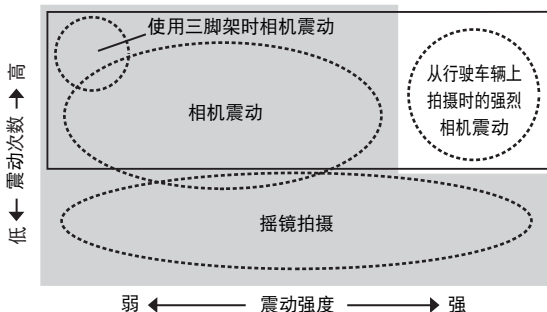 使用三脚架时相机震动
从行驶车辆上
拍摄时的强烈
相机震动
相机震动
摇镜拍摄
低 震动次数 高
弱 震动强度 强